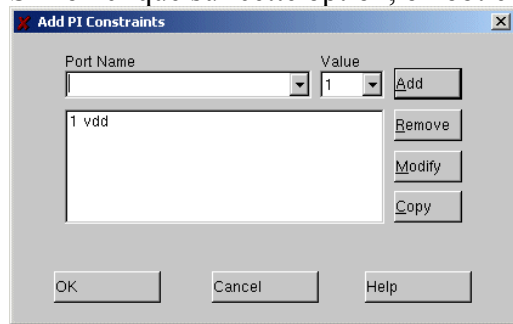 Add PI Constraints
Port Name Value
1 Add
1 vdd
Remove
Modify
Copy
OK Cancel Help